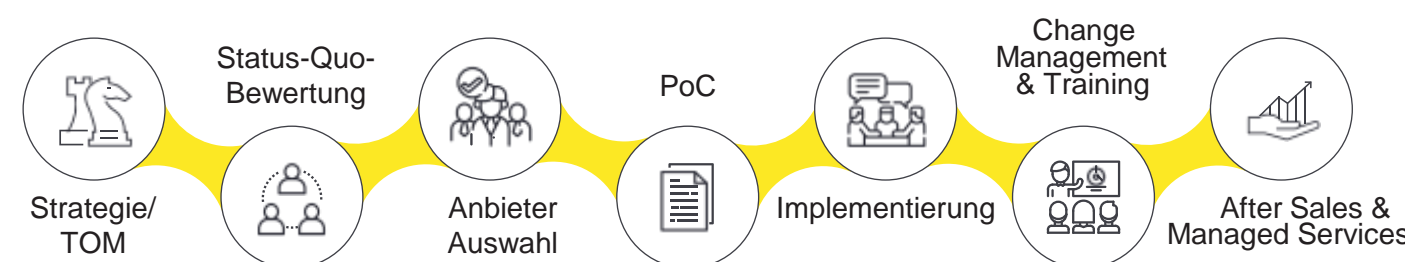 Strategie/
TOM
Status-Quo-
Bewertung
Anbieter
Auswahl
PoC
Implementierung
Change
Management
& Training
After Sales &
Managed Services